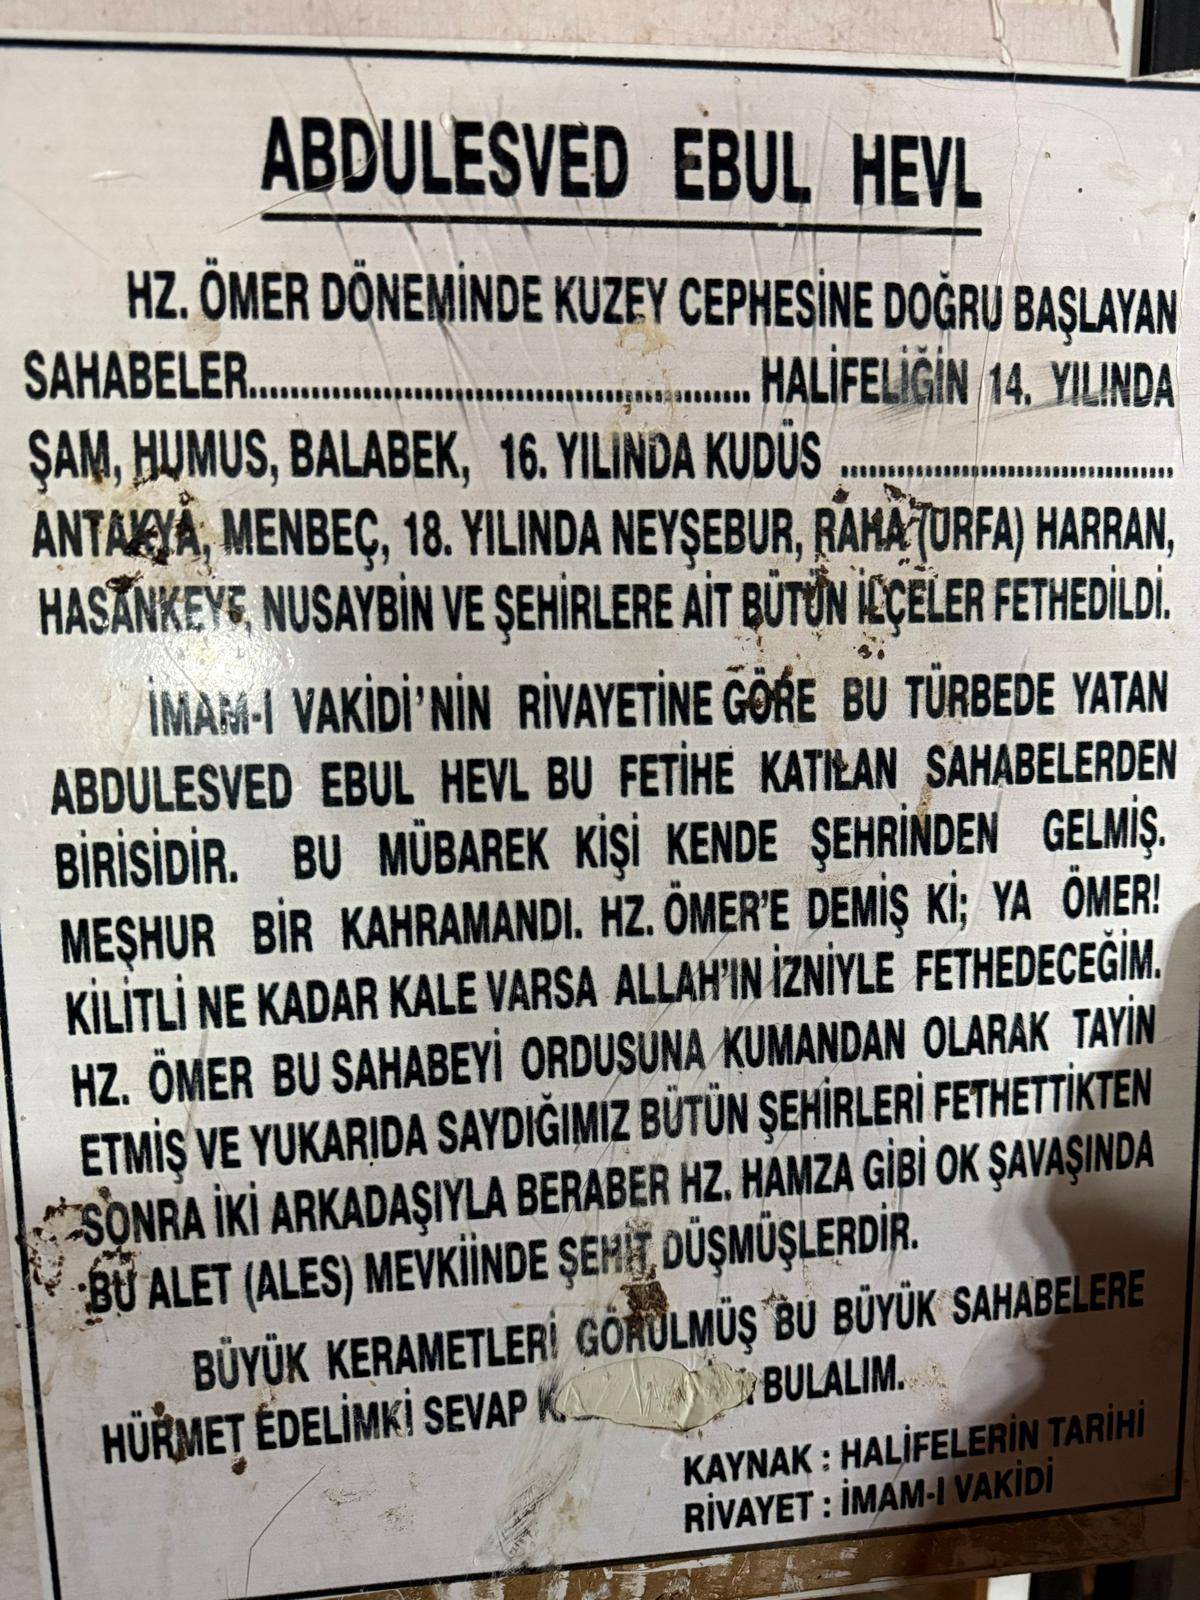 ABDULESVED EBUL HEVL
HZ. ÖMER DÖNEMİNDE KUZEY CEPHESİNE DOĞRU BAŞLAYAN
SAHABELER.................................................. HALİFELİĞİN 14. YILINDA
ŞAM, HUMUS, BALABEK, 16. YILINDA KUDÜS ....................................
ANTAKYA, MENBEÇ, 18. YILINDA NEYŞEBUR, RAHA (URFA) HARRAN,
HASANKEYF, NUSAYBİN VE ŞEHİRLERE AİT BÜTÜN İLÇELER FETHEDİLDİ.
İMAM-I VAKİDİ'NİN RİVAYETİNE GÖRE BU TÜRBEDE YATAN
ABDULESVED EBUL HEVL BU FETİHE KATILAN SAHABELERDEN
BİRİSİDİR. BU MÜBAREK KİŞİ KENDE ŞEHRİNDEN GELMİŞ.
MEŞHUR BİR KAHRAMANDI. HZ. ÖMER'E DEMİŞ Kİ; YA ÖMER!
KİLİTLİ NE KADAR KALE VARSA ALLAH'IN İZNİYLE FETHEDECEĞİM.
HZ. ÖMER BU SAHABEYİ ORDUSUNA KUMANDAN OLARAK TAYİN
ETMİŞ VE YUKARIDA SAYDIĞIMIZ BÜTÜN ŞEHİRLERİ FETHETTİKTEN
SONRA İKİ ARKADAŞIYLA BERABER HZ. HAMZA GİBİ OK ŞAVAŞINDA
BU ALET (ALES) MEVKİİNDE ŞEHİT DÜŞMÜŞLERDİR.
BÜYÜK KERAMETLERİ GÖRÜLMÜŞ BU BÜYÜK SAHABELERE
HÜRMET EDELİMKİ SEVAP BULALIM.
KAYNAK : HALİFELERİN TARİHİ
RİVAYET : İMAM-I VAKİDİ